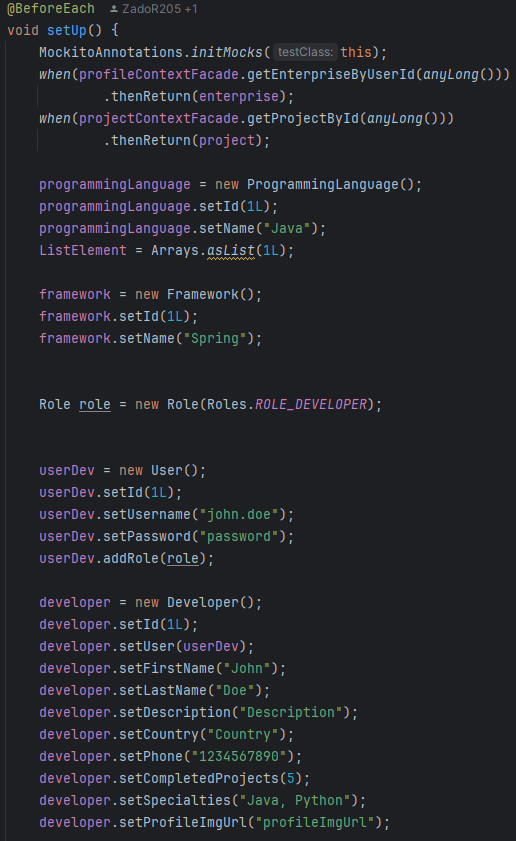 @BeforeEach ZadoR205 +1
void setUp() {
MockitoAnnotations.initMocks( testClass: this);
when(profileContextFacade.getEnterpriseByUserId(anyLong()))
.thenReturn(enterprise);
when(projectContextFacade.getProjectById(anyLong()))
.thenReturn(project);
programmingLanguage = new ProgrammingLanguage();
programmingLanguage.setId(1L);
programmingLanguage.setName("Java");
ListElement = Arrays.asList(1L);
framework = new Framework();
framework.setId(1L);
framework.setName("Spring");
Role role = new Role(Roles.ROLE_DEVELOPER);
userDev = new User();
userDev.setId(1L);
userDev.setUsername("john.doe");
userDev.setPassword("password");
userDev.addRole(role);
developer = new Developer();
developer.setId(1L);
developer.setUser(userDev);
developer.setFirstName("John");
developer.setLastName("Doe");
developer.setDescription("Description");
developer.setCountry("Country");
developer.setPhone("1234567890");
developer.setCompletedProjects(5);
developer.setSpecialties("Java, Python");
developer.setProfileImgUrl("profileImgUrl");